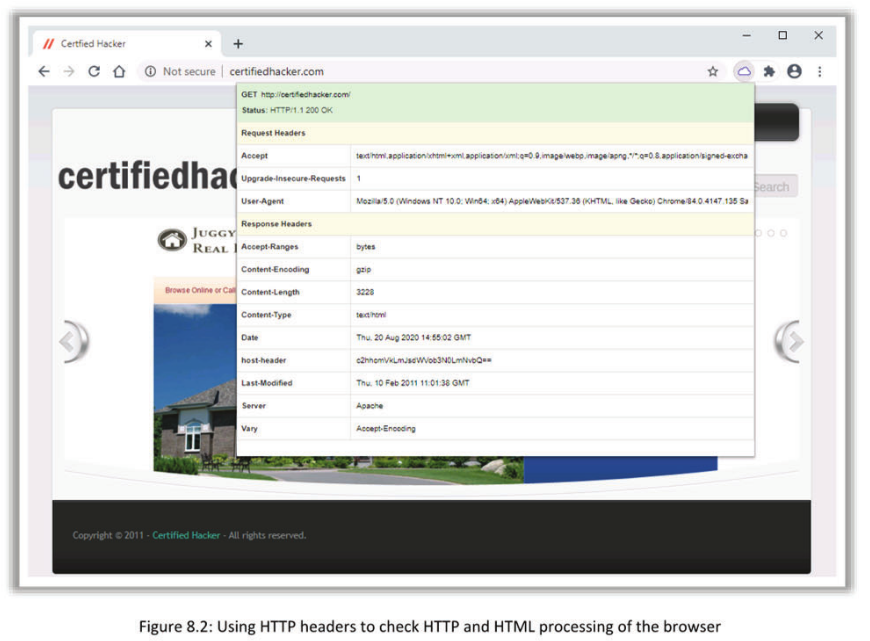 Certfied Hacker
Not secure | certifiedhacker.com
GET http://certifiedhacker.com/
Status: HTTP/1.1 200 OK
Request Headers
Accept text/html,application/xhtml+xml,application/xml;q=0.9,image/webp,image/apng,*/*;q=0.8,application/signed-excha
Upgrade-Insecure-Requests 1
User-Agent Mozilla/5.0 (Windows NT 10.0; Win64; x64) AppleWebKit/537.36 (KHTML, like Gecko) Chrome/84.0.4147.135 Sa
Response Headers
Accept-Ranges bytes
Content-Encoding gzip
Content-Length 3228
Content-Type text/html
Date Thu, 20 Aug 2020 14:55:02 GMT
host-header c2hhcmVkLmJsdWVob3N0LmNvbQ==
Last-Modified Thu, 10 Feb 2011 11:01:38 GMT
Server Apache
Vary Accept-Encoding
certifiedhac
Search
JUGGY
REAL
Browse Online or Call
Copyright © 2011 - Certified Hacker - All rights reserved.
Figure 8.2: Using HTTP headers to check HTTP and HTML processing of the browser